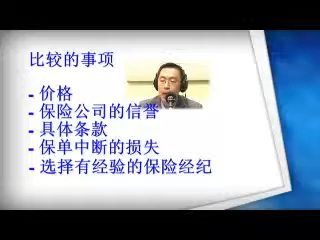 比较的事项
- 价格
- 保险公司的信誉
- 具体条款
- 保单中断的损失
- 选择有经验的保险经纪